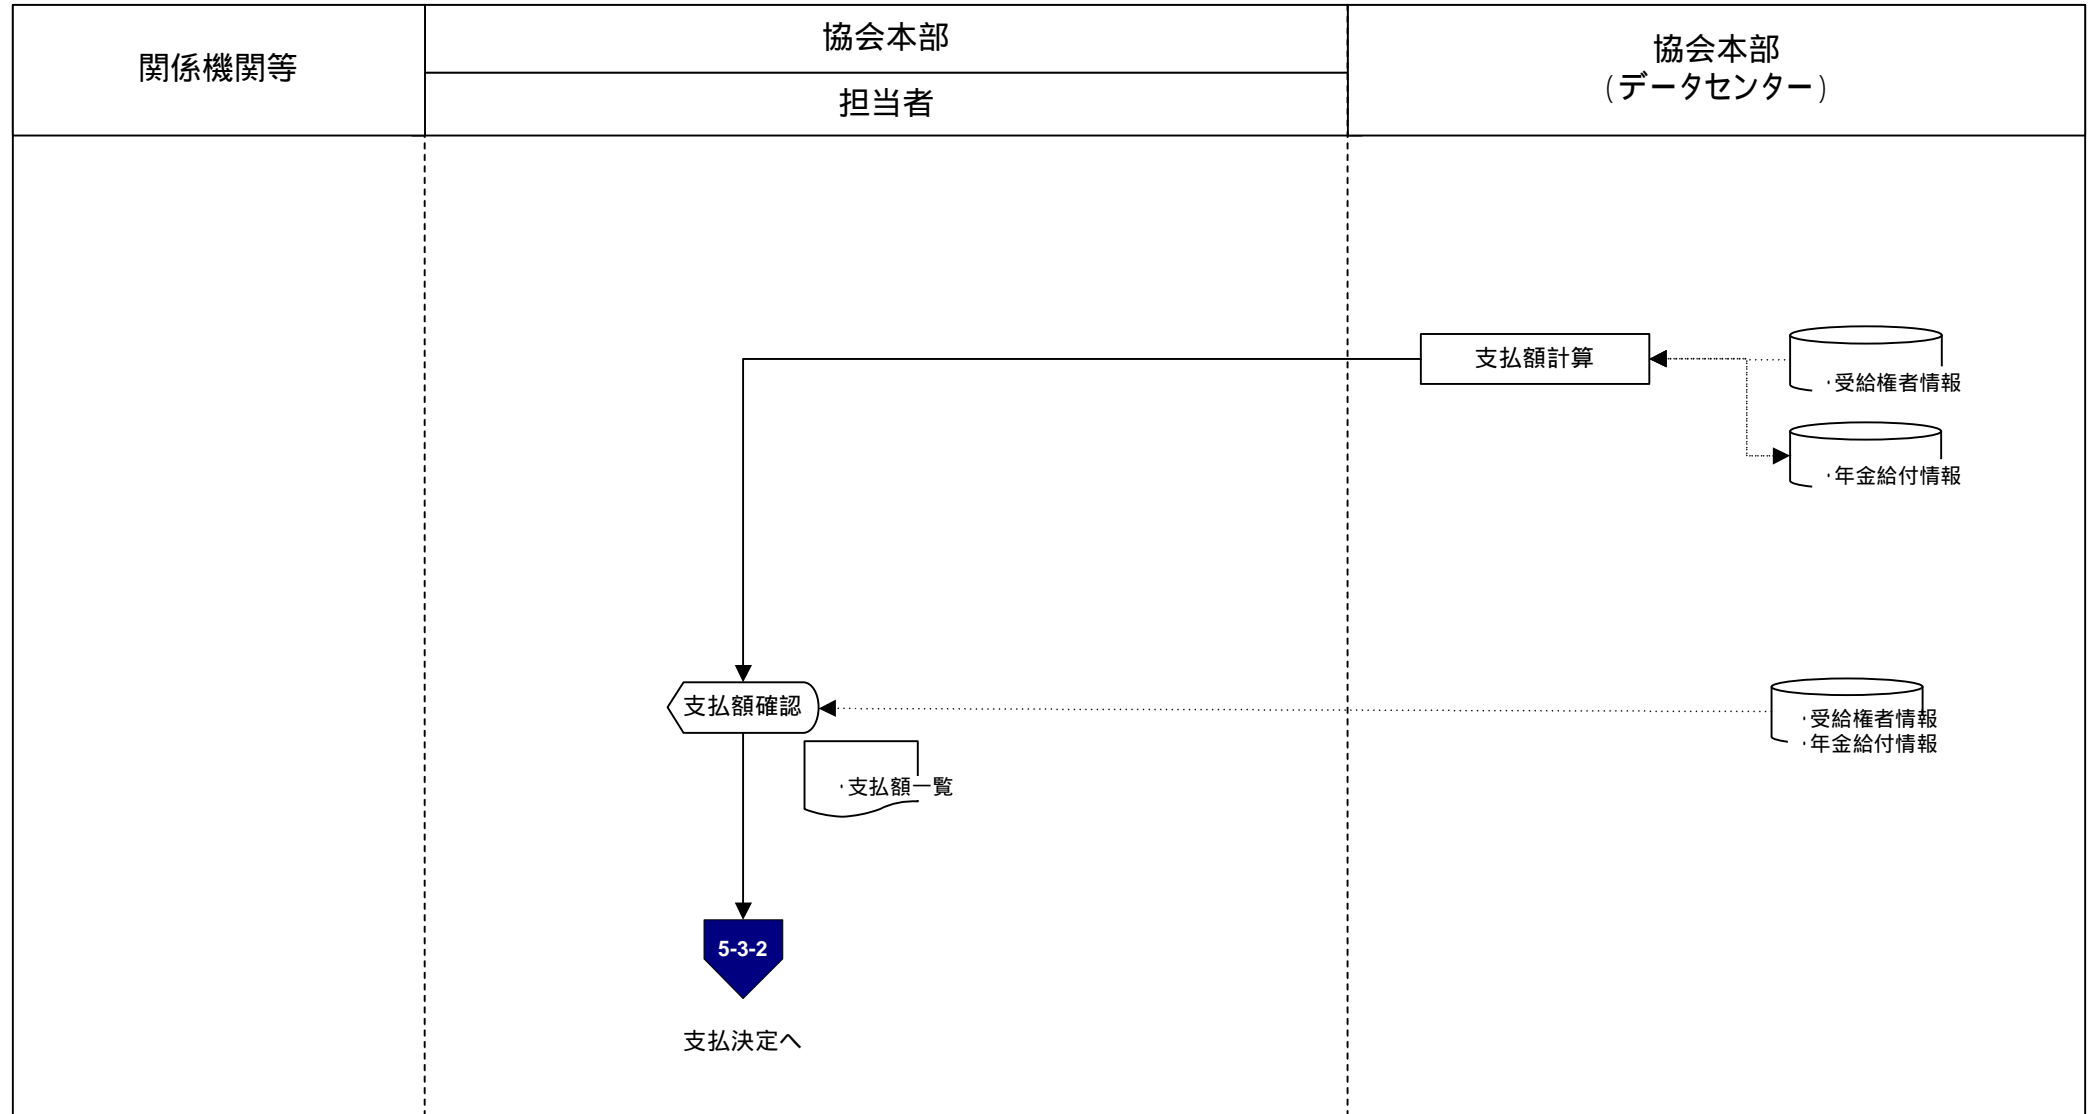 関係機関等
協会本部
担当者
協会本部
(データセンター)
支払額計算
・受給権者情報
・年金給付情報
支払額確認
・受給権者情報
・年金給付情報
・支払額一覧
5-3-2
支払決定へ